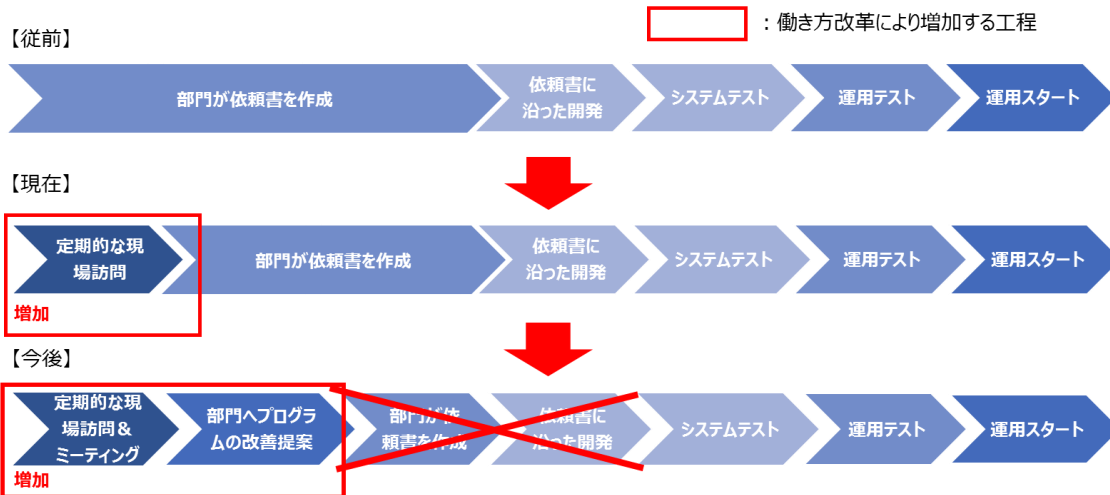 ：働き方改革により増加する工程
【従前】
部門が依頼書を作成
依頼書に
沿った開発
システムテスト
運用テスト
運用スタート
【現在】
定期的な現
場訪問
部門が依頼書を作成
依頼書に
沿った開発
システムテスト
運用テスト
運用スタート
増加
【今後】
定期的な現
場訪問＆
ミーティング
部門へプログラ
ムの改善提案
部門が依
頼書を作成
依頼書に
沿った開発
システムテスト
運用テスト
運用スタート
増加